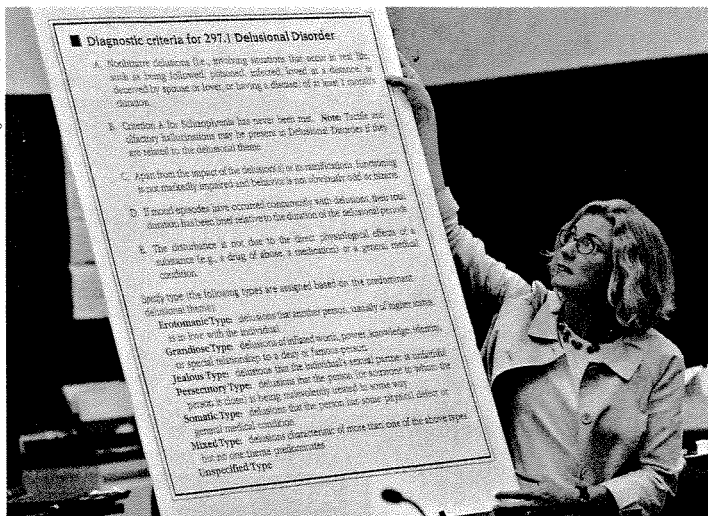 Diagnostic criteria for 297.1 Delusional Disorder
A. Nonbizarre delusions (i.e., involving situations that occur in real life,
such as being followed, poisoned, infected, loved at a distance, or
deceived by spouse or lover, or having a disease) of at least 1 month's
duration.
B. Criterion A for Schizophrenia has never been met. Note: Tactile and
olfactory hallucinations may be present in Delusional Disorder if they
are related to the delusional theme.
C. Apart from the impact of the delusion(s) or its ramifications, functioning
is not markedly impaired and behavior is not obviously odd or bizarre.
D. If mood episodes have occurred concurrently with delusions, their total
duration has been brief relative to the duration of the delusional periods.
E. The disturbance is not due to the direct physiological effects of a
substance (e.g., a drug of abuse, a medication) or a general medical
condition.
Specify type (the following types are assigned based on the predominant
delusional theme):
Erotomanic Type: delusions that another person, usually of higher status,
is in love with the individual
Grandiose Type: delusions of inflated worth, power, knowledge, identity,
or special relationship to a deity or famous person
Jealous Type: delusions that the individual's sexual partner is unfaithful
Persecutory Type: delusions that the person (or someone to whom the
person is close) is being malevolently treated in some way
Somatic Type: delusions that the person has some physical defect or
general medical condition
Mixed Type: delusions characteristic of more than one of the above types
but no one theme predominates
Unspecified Type